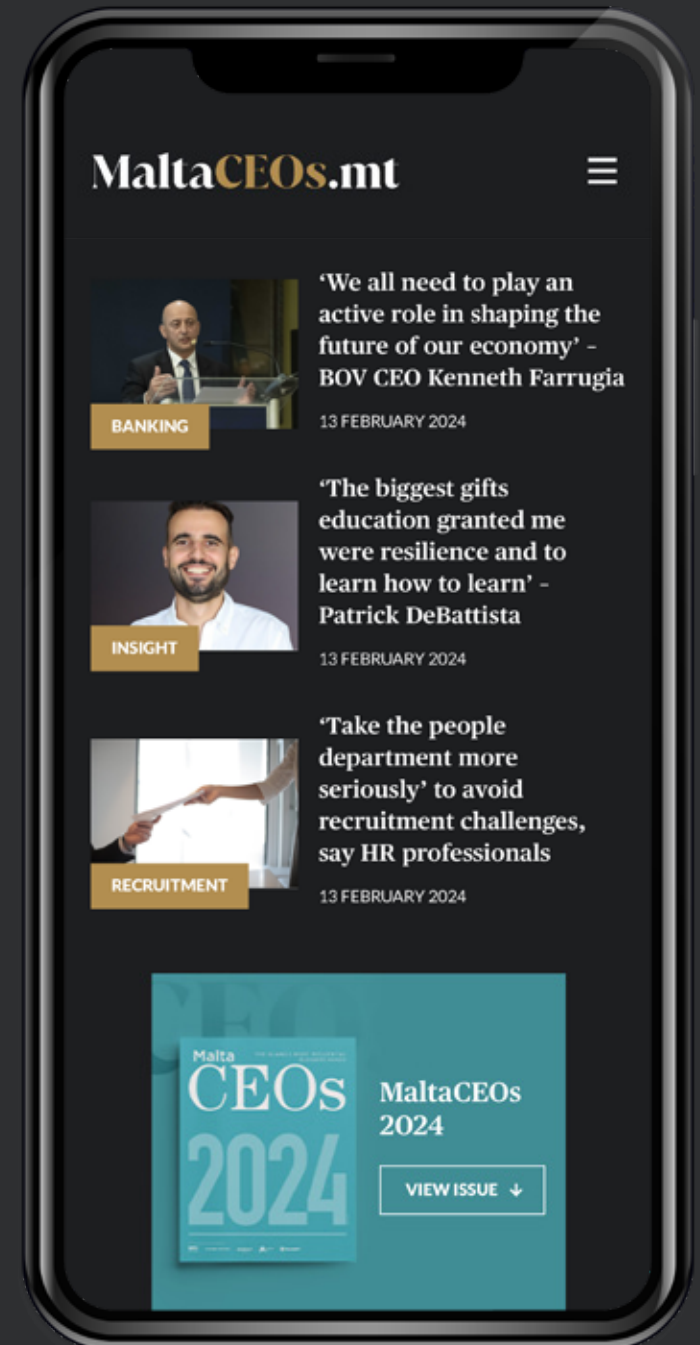 MaltaCEOs.mt
‘We all need to play an
active role in shaping the
future of our economy’ –
BOV CEO Kenneth Farrugia
BANKING
13 FEBRUARY 2024
‘The biggest gifts
education granted me
were resilience and to
learn how to learn’ –
Patrick DeBattista
INSIGHT
13 FEBRUARY 2024
‘Take the people
department more
seriously’ to avoid
recruitment challenges,
say HR professionals
RECRUITMENT
13 FEBRUARY 2024
CEO
Malta
CEOs
2024
MaltaCEOs
2024
VIEW ISSUE